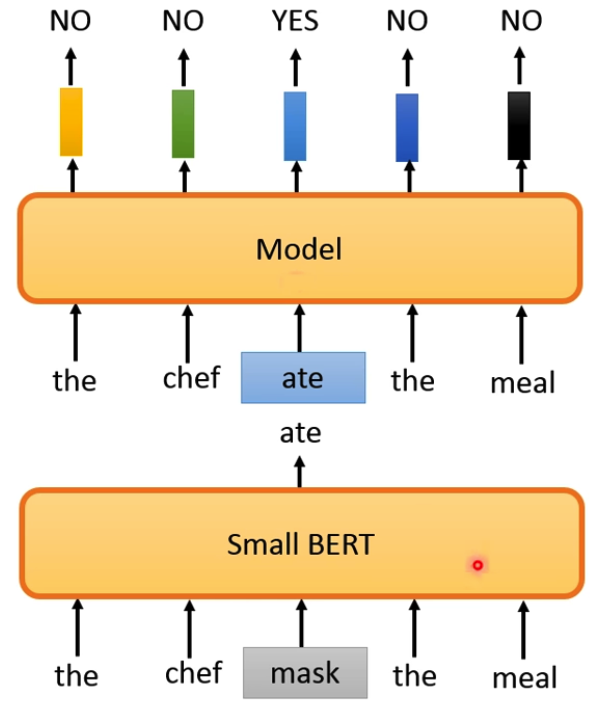 NO NO YES NO NO
Model
the chef ate the meal
ate
Small BERT
the chef mask the meal